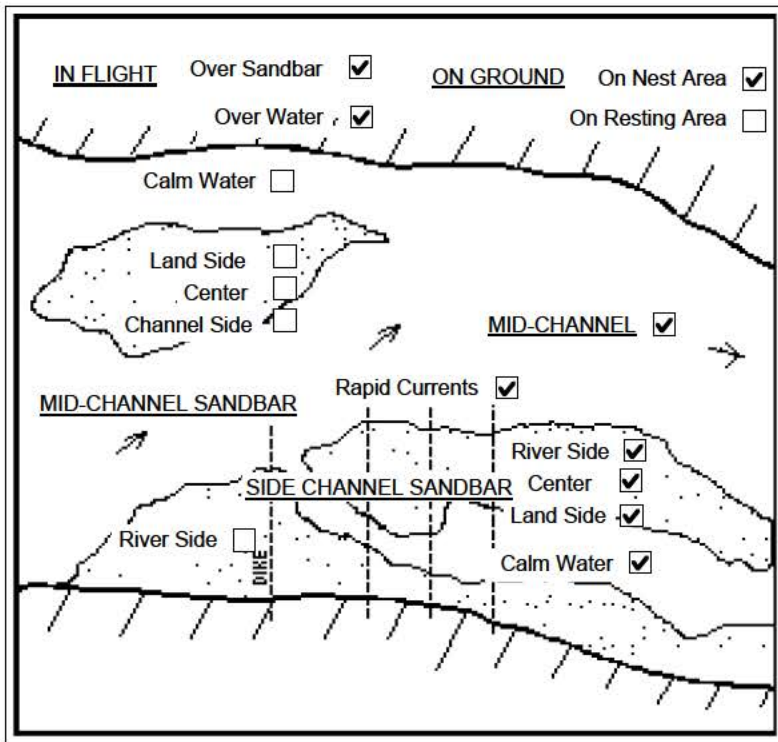 IN FLIGHT Over Sandbar ON GROUND On Nest Area
Over Water On Resting Area
Calm Water
Land Side
Center
Channel Side
MID-CHANNEL
Rapid Currents
MID-CHANNEL SANDBAR
River Side
SIDE CHANNEL SANDBAR Center
Land Side
River Side
Calm Water
DIKE